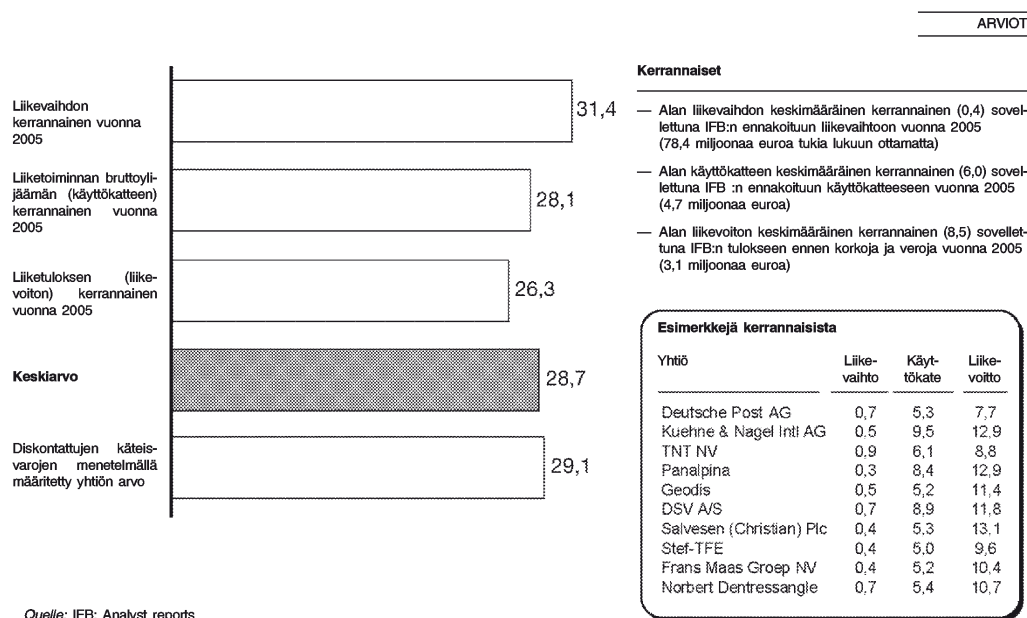 ARVIOT
Liikevaihdon
kerrannainen vuonna
2005
31,4
Liiketoiminnan bruttoyli-
jäämän (käyttökatteen)
kerrannainen vuonna
2005
28,1
Liiketuloksen (liike-
voiton) kerrannainen
vuonna 2005
26,3
Keskiarvo
28,7
Diskontattujen käteis-
varojen menetelmällä
määritetty yhtiön arvo
29,1
Kerrannaiset
— Alan liikevaihdon keskimääräinen kerrannainen (0,4) sovel-
lettuna IFB:n ennakoituun liikevaihtoon vuonna 2005
(78,4 miljoonaa euroa tukia lukuun ottamatta)
— Alan käyttökatteen keskimääräinen kerrannainen (6,0) sovel-
lettuna IFB :n ennakoituun käyttökatteeseen vuonna 2005
(4,7 miljoonaa euroa)
— Alan liikevoiton keskimääräinen kerrannainen (8,5) sovellet-
tuna IFB:n tulokseen ennen korkoja ja veroja vuonna 2005
(3,1 miljoonaa euroa)
Esimerkkejä kerrannaisista
Yhtiö Liike- Käyt- Liike-
vaihto tökate voitto
Deutsche Post AG 0,7 5,3 7,7
Kuehne & Nagel Intl AG 0,5 9,5 12,9
TNT NV 0,9 6,1 8,8
Panalpina 0,3 8,4 12,9
Geodis 0,5 5,2 11,4
DSV A/S 0,7 8,9 11,8
Salvesen (Christian) Plc 0,4 5,3 13,1
Stef-TFE 0,4 5,0 9,6
Frans Maas Groep NV 0,4 5,2 10,4
Norbert Dentressangle 0,7 5,4 10,7
Quelle: IFB; Analyst reports